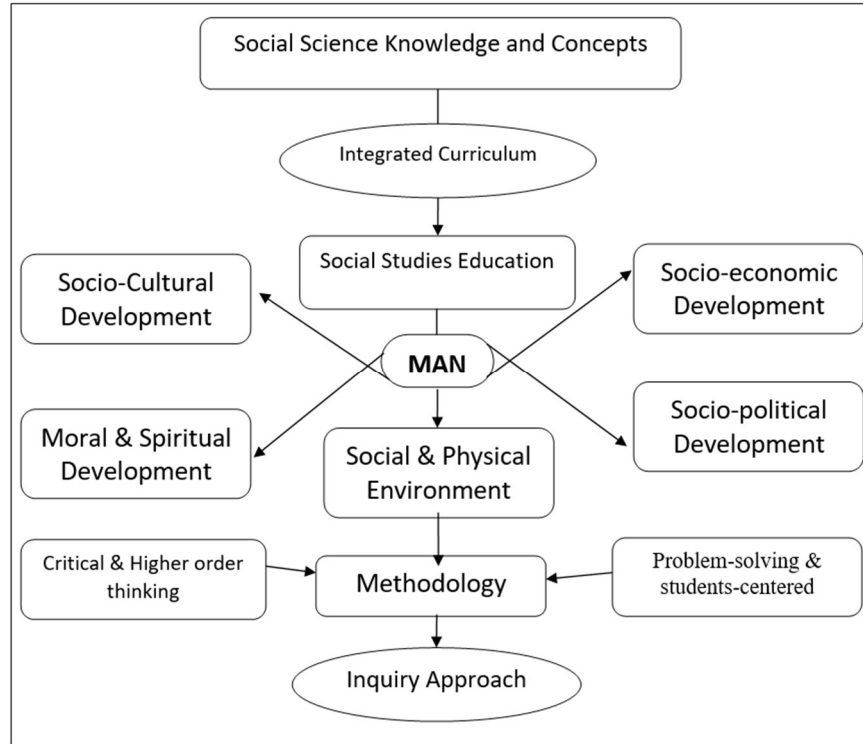 Social Science Knowledge and Concepts
Integrated Curriculum
Social Studies Education
Socio-Cultural
Development
Socio-economic
Development
MAN
Moral & Spiritual
Development
Social & Physical
Environment
Socio-political
Development
Critical & Higher order
thinking
Methodology
Problem-solving &
students-centered
Inquiry Approach